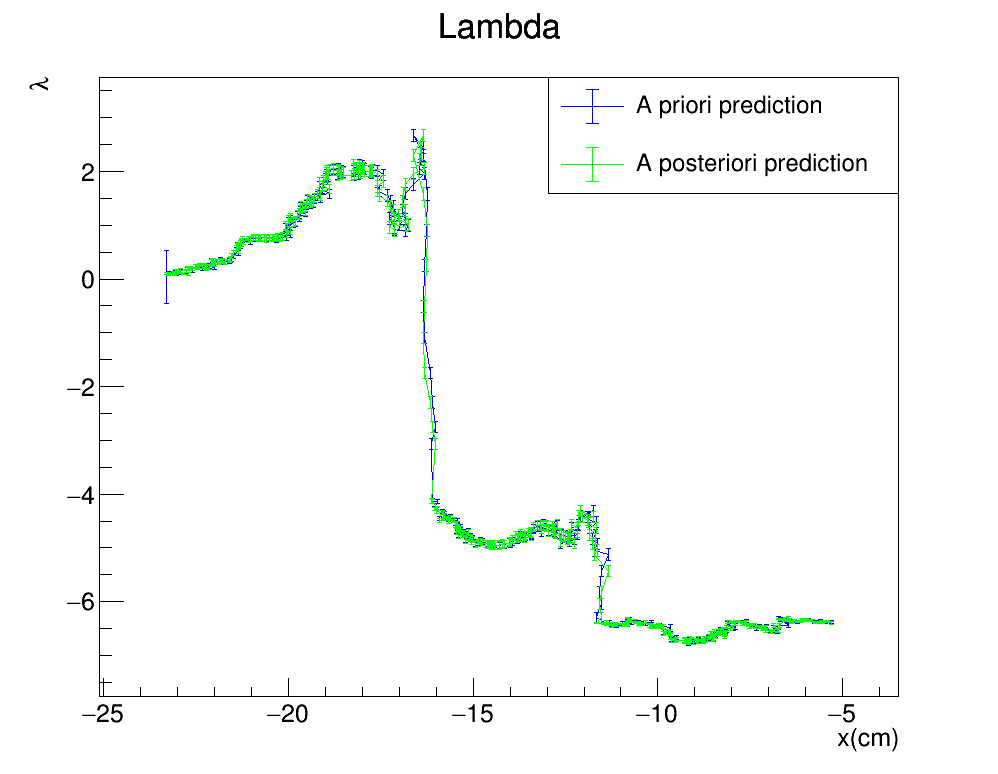 Lambda
λ
A priori prediction
A posteriori prediction
2
0
−2
−4
−6
−25 −20 −15 −10 −5
x(cm)